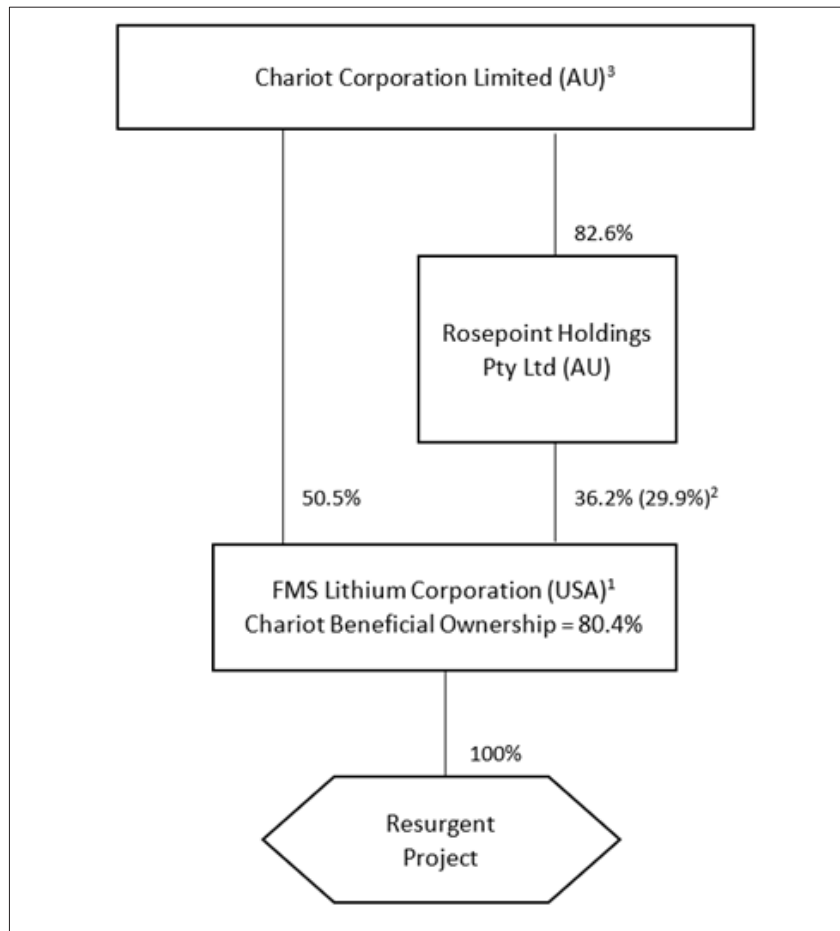 Chariot Corporation Limited (AU)³
82.6%
Rosepoint Holdings
Pty Ltd (AU)
50.5%
36.2% (29.9%)²
FMS Lithium Corporation (USA)¹
Chariot Beneficial Ownership = 80.4%
100%
Resurgent
Project